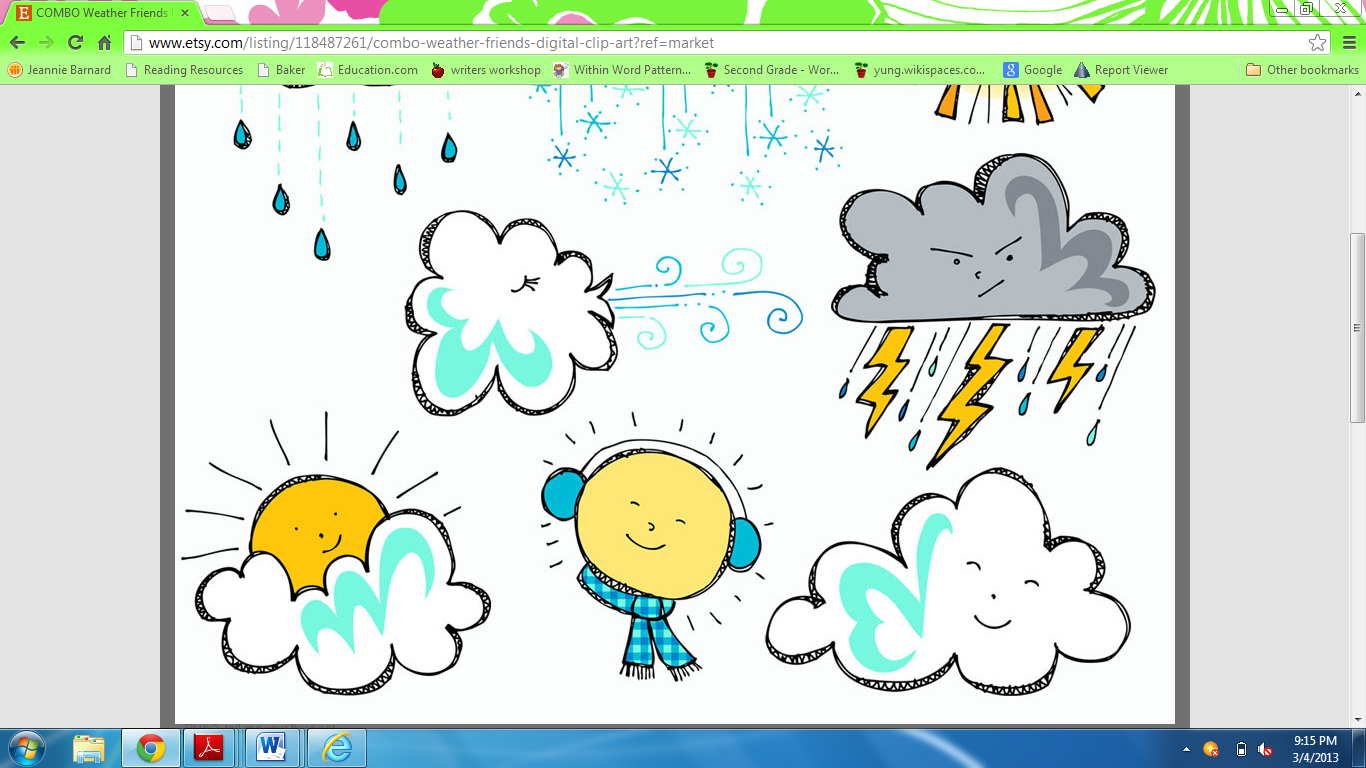 COMBO Weather Friends
www.etsy.com/listing/118487261/combo-weather-friends-digital-clip-art?ref=market
Jeannie Barnard Reading Resources Baker Education.com writers workshop Within Word Pattern... Second Grade - Wor... yung.wikispaces.co... Google Report Viewer Other bookmarks
9:15 PM
3/4/2013